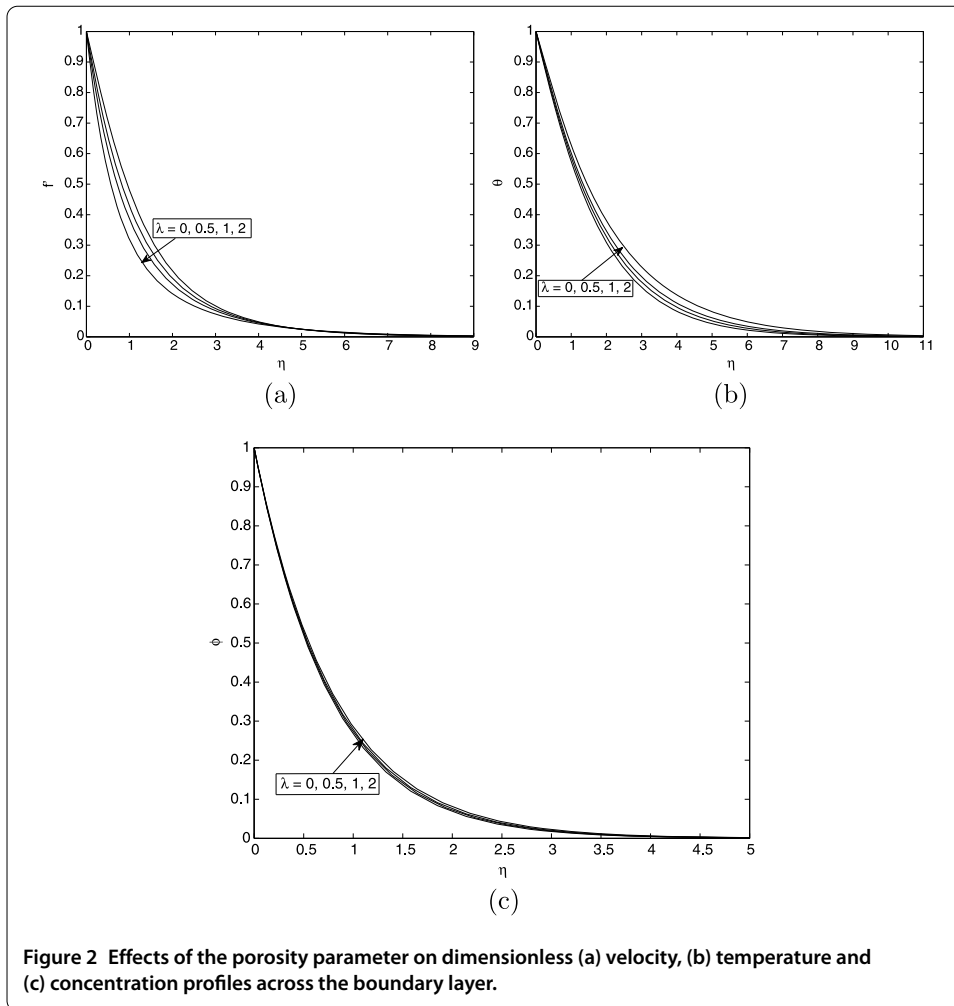 1
0.9
0.8
0.7
0.6
0.5
0.4
0.3
0.2
0.1
0
f'
λ = 0, 0.5, 1, 2
0 1 2 3 4 5 6 7 8 9
η
(a)
1
0.9
0.8
0.7
0.6
0.5
0.4
0.3
0.2
0.1
0
θ
λ = 0, 0.5, 1, 2
0 1 2 3 4 5 6 7 8 9 10 11
η
(b)
1
0.9
0.8
0.7
0.6
0.5
0.4
0.3
0.2
0.1
0
ϕ
λ = 0, 0.5, 1, 2
0 0.5 1 1.5 2 2.5 3 3.5 4 4.5 5
η
(c)
Figure 2 Effects of the porosity parameter on dimensionless (a) velocity, (b) temperature and
(c) concentration profiles across the boundary layer.